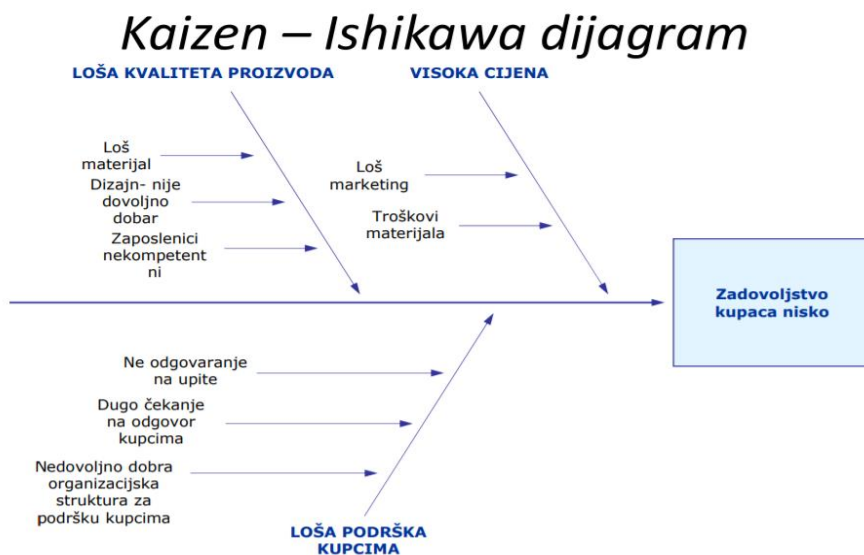 Kaizen – Ishikawa dijagram
LOŠA KVALITETA PROIZVODA
VISOKA CIJENA
Loš
materijal
Dizajn- nije
dovoljno
dobar
Zaposlenici
nekompetent
ni
Loš
marketing
Troškovi
materijala
Zadovoljstvo
kupaca nisko
Ne odgovaranje
na upite
Dugo čekanje
na odgovor
kupcima
Nedovoljno dobra
organizacijska
struktura za
podršku kupcima
LOŠA PODRŠKA
KUPCIMA